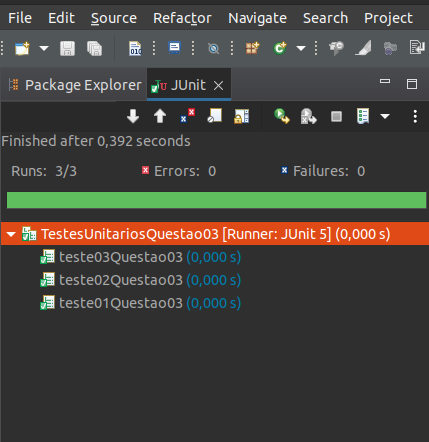 File Edit Source Refactor Navigate Search Project
Package Explorer JUnit
Finished after 0,392 seconds
Runs: 3/3 Errors: 0 Failures: 0
TestesUnitariosQuestao03 [Runner: JUnit 5] (0,000 s)
teste03Questao03 (0,000 s)
teste02Questao03 (0,000 s)
teste01Questao03 (0,000 s)